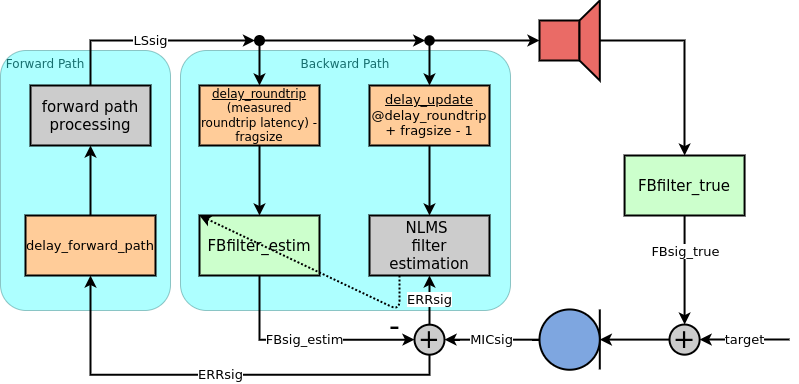 LSsig
Forward Path
Backward Path
forward path
processing
delay_roundtrip
(measured
roundtrip latency) -
fragsize
delay_update
@delay_roundtrip
+ fragsize - 1
FBfilter_true
delay_forward_path
FBfilter_estim
NLMS
filter
estimation
FBsig_true
ERRsig
-
FBsig_estim
+
MICsig
+
target
ERRsig